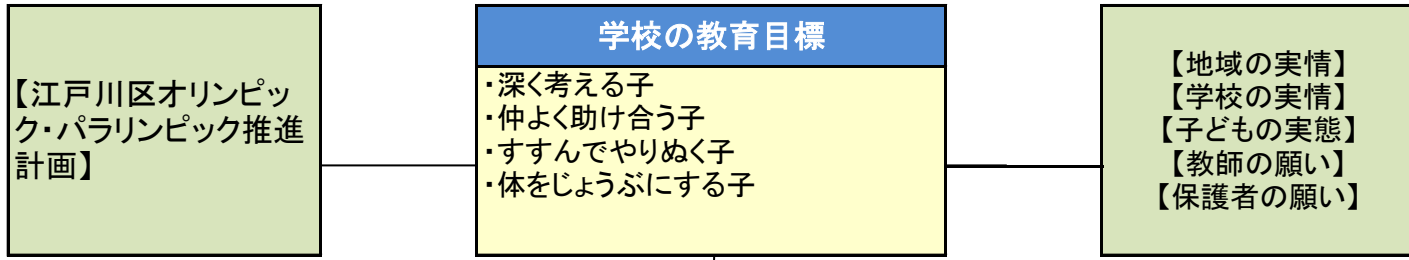 【江戸川区オリンピッ
ク・パラリンピック推進
計画】
学校の教育目標
・深く考える子
・仲よく助け合う子
・すすんでやりぬく子
・体をじょうぶにする子
【地域の実情】
【学校の実情】
【子どもの実態】
【教師の願い】
【保護者の願い】